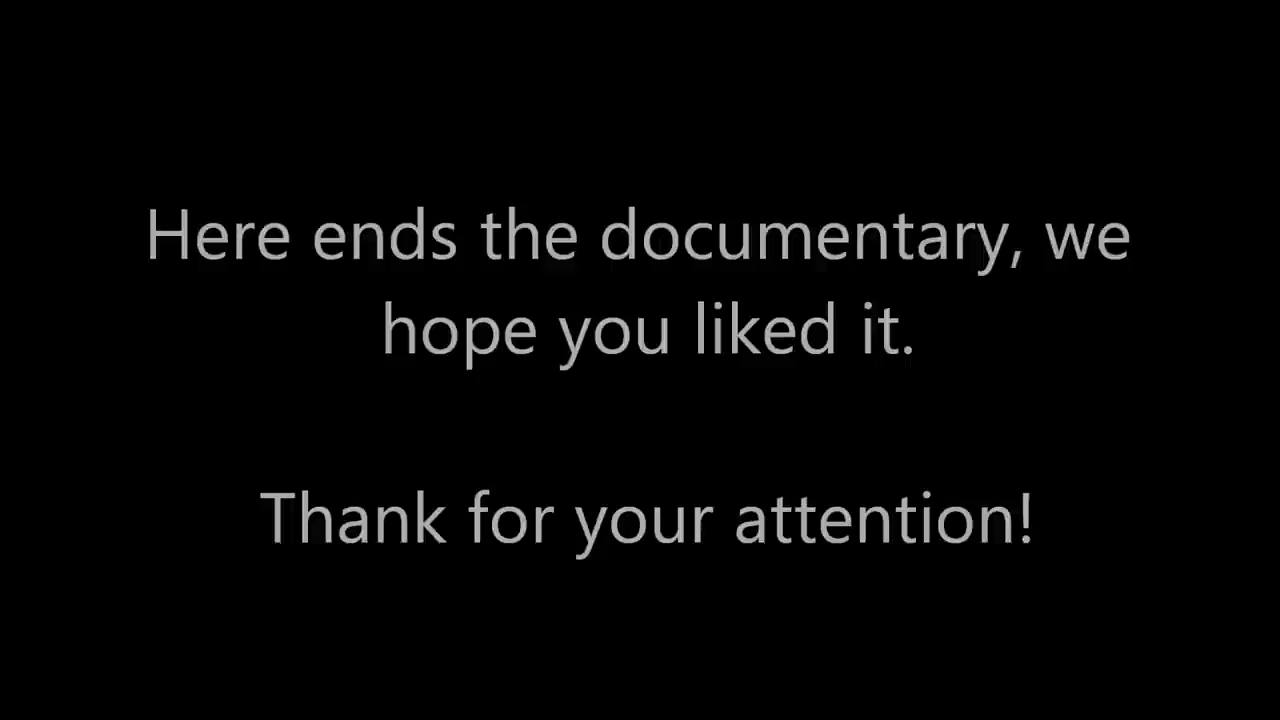 Here ends the documentary, we
hope you liked it.
Thank for your attention!